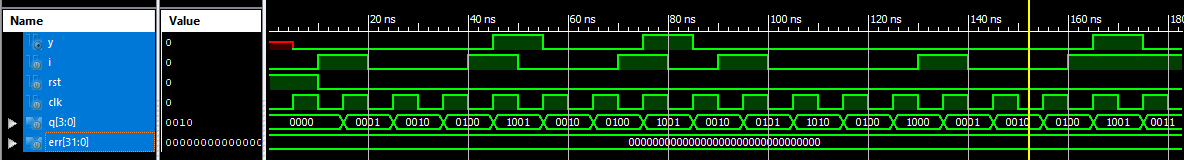 Name Value 20 ns 40 ns 60 ns 80 ns 100 ns 120 ns 140 ns 160 ns 180
y 0
i 0
rst 0
clk 0
q[3:0] 0010 0000 0001 0010 0100 1001 0010 0100 1001 0010 0101 1010 0100 1000 0001 0010 0100 1001 0011
err[31:0] 00000000000000 00000000000000000000000000000000